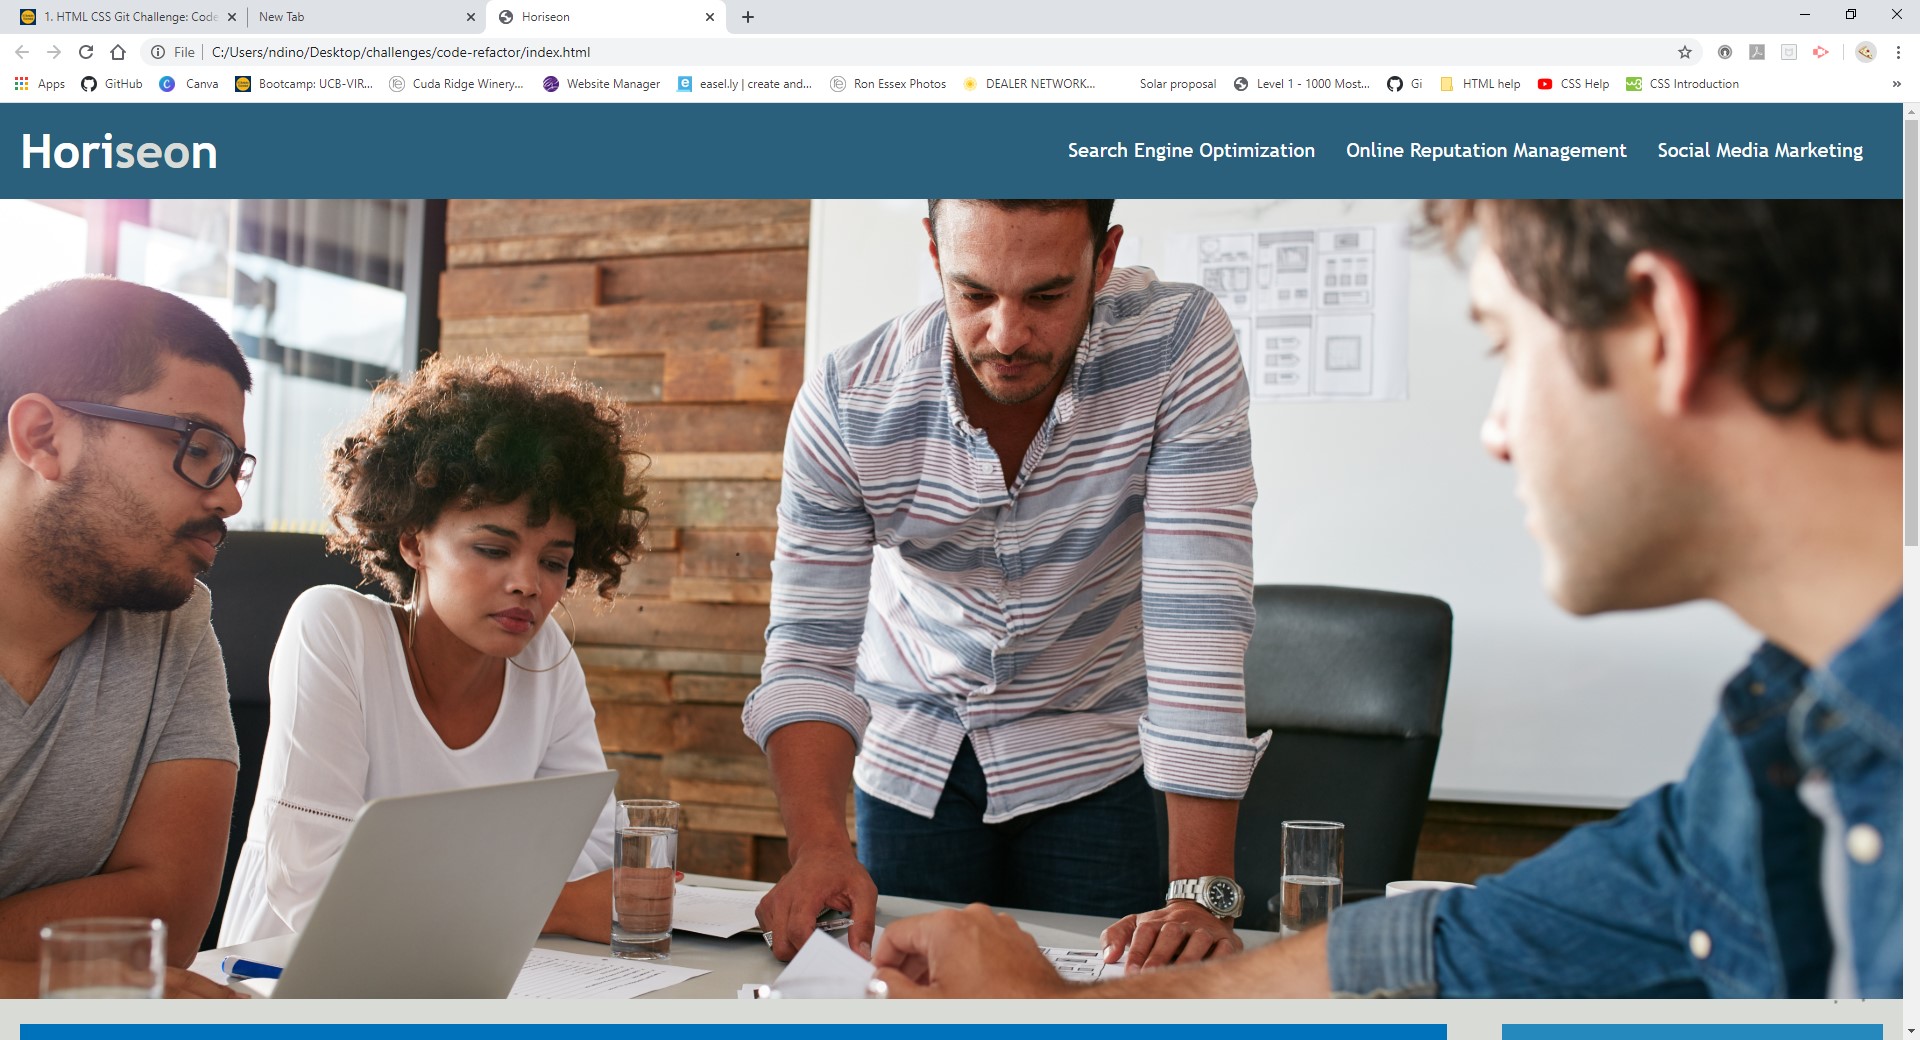 1. HTML CSS Git Challenge: Code
New Tab
Horiseon
File
C:/Users/ndino/Desktop/challenges/code-refactor/index.html
Apps
GitHub
Canva
Bootcamp: UCB-VIR...
Cuda Ridge Winery...
Website Manager
easel.ly | create and...
Ron Essex Photos
DEALER NETWORK...
Solar proposal
Level 1 - 1000 Most...
Gi
HTML help
CSS Help
CSS Introduction
»
Horiseon
Search Engine Optimization
Online Reputation Management
Social Media Marketing